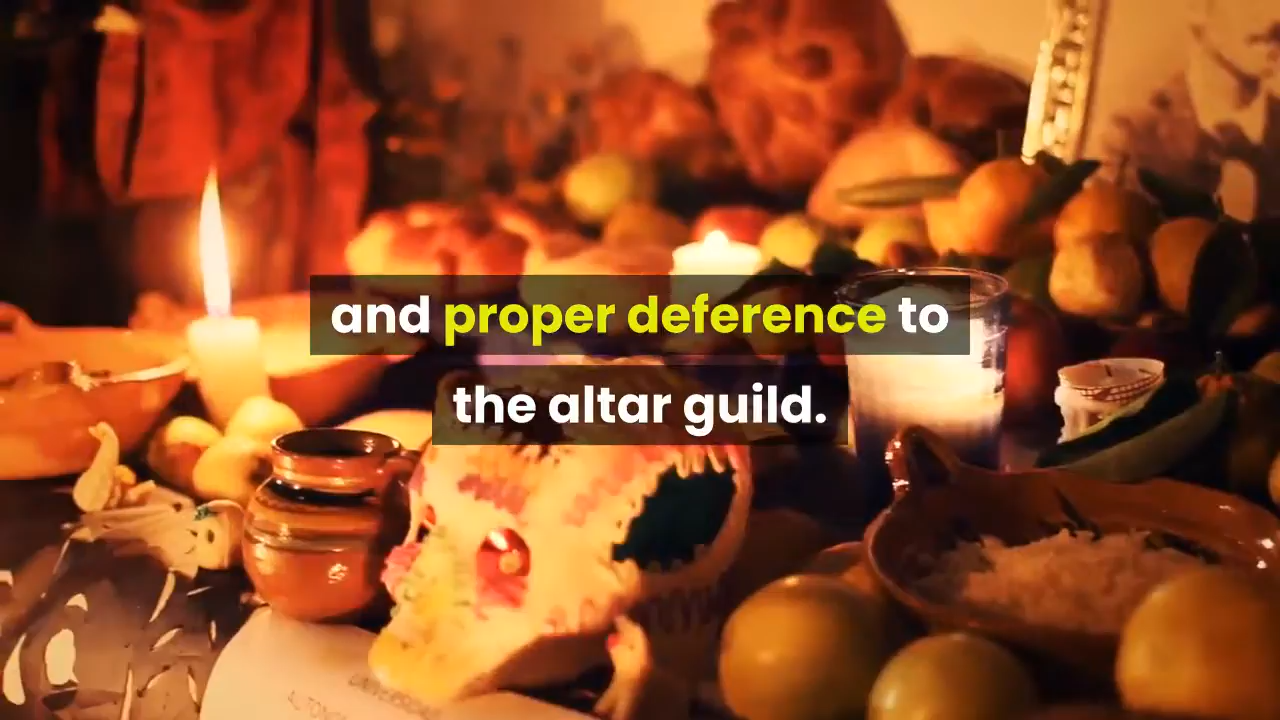 and proper deference to
the altar guild.